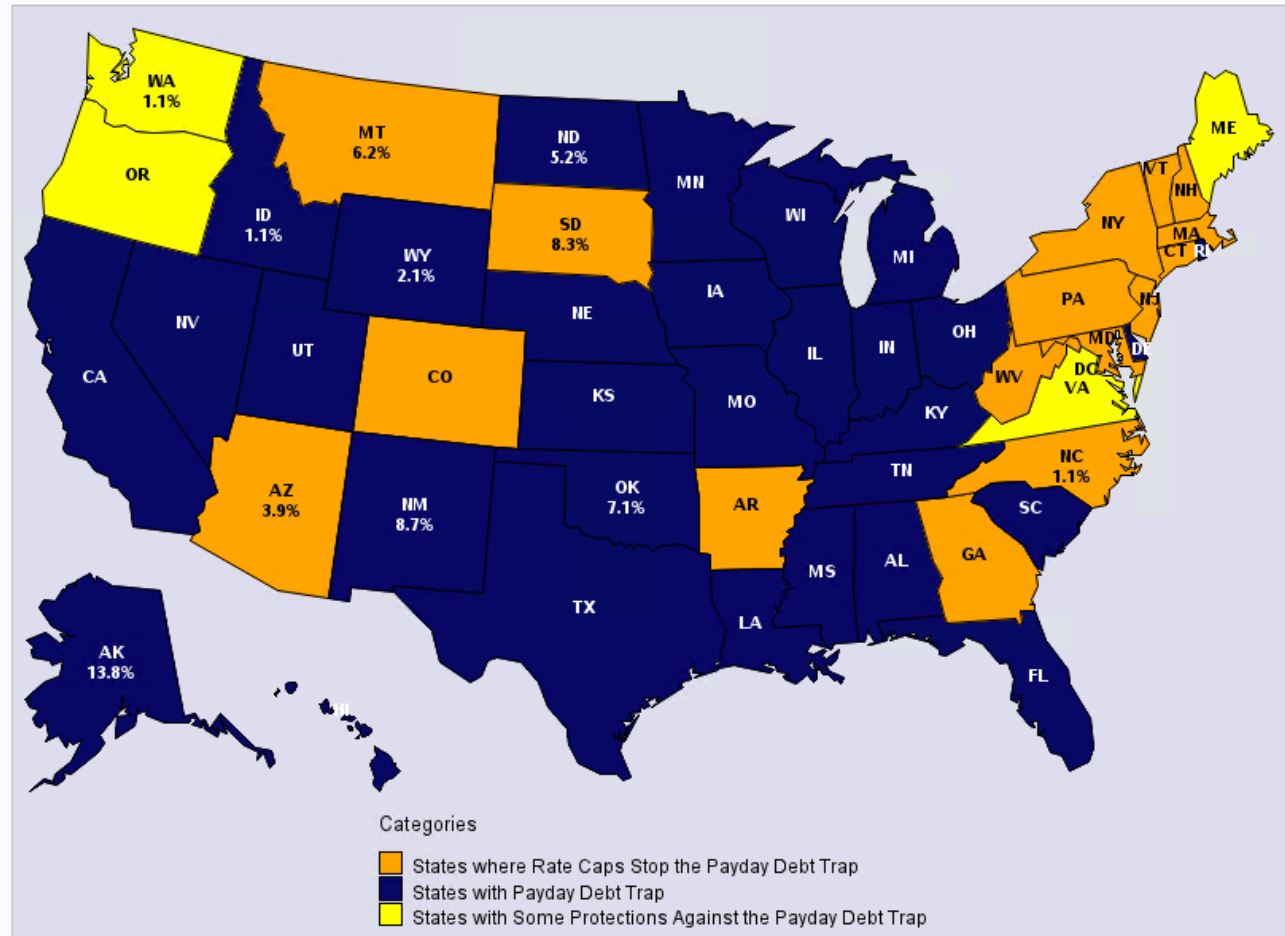 WA
1.1%
OR
MT
6.2%
ID
1.1%
ND
5.2%
MN
SD
8.3%
WY
2.1%
WI
MI
ME
VT
NH
NY
MA
CT
RI
PA
NJ
NV
UT
CA
CO
NE
IA
IL
IN
OH
MD
DE
DC
VA
WV
KS
MO
KY
AZ
3.9%
NM
8.7%
OK
7.1%
AR
TN
NC
1.1%
SC
GA
MS
AL
TX
LA
FL
AK
13.8%
HI
Categories
States where Rate Caps Stop the Payday Debt Trap
States with Payday Debt Trap
States with Some Protections Against the Payday Debt Trap